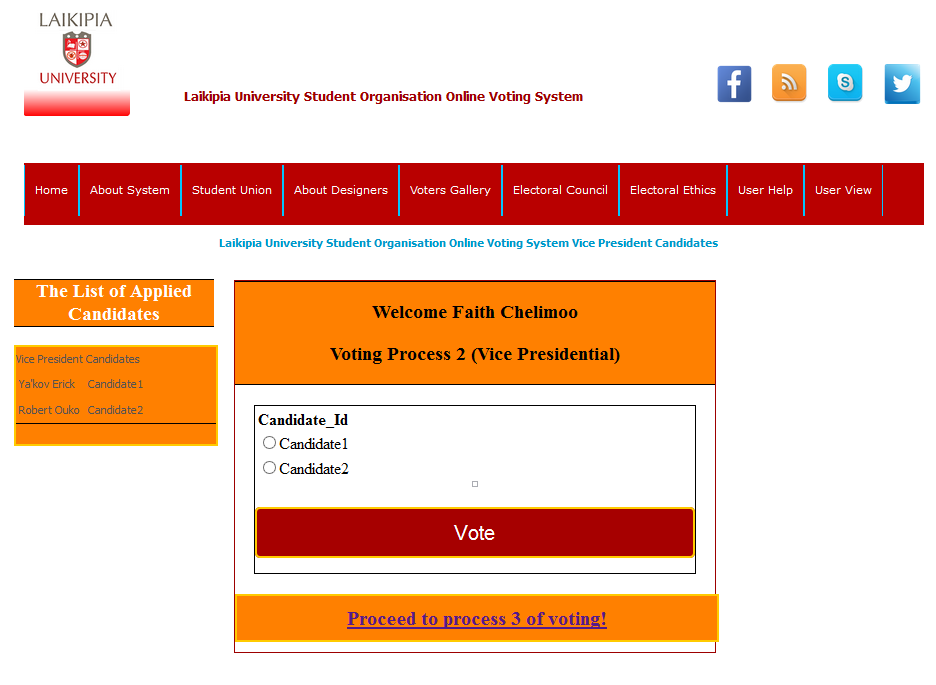 LAIKIPIA
UNIVERSITY
Laikipia University Student Organisation Online Voting System
Home About System Student Union About Designers Voters Gallery Electoral Council Electoral Ethics User Help User View
Laikipia University Student Organisation Online Voting System Vice President Candidates
The List of Applied
Candidates
Vice President Candidates
Ya'kov Erick Candidate1
Robert Ouko Candidate2
Welcome Faith Chelimoo
Voting Process 2 (Vice Presidential)
Candidate_Id
Candidate1
Candidate2
Vote
Proceed to process 3 of voting!